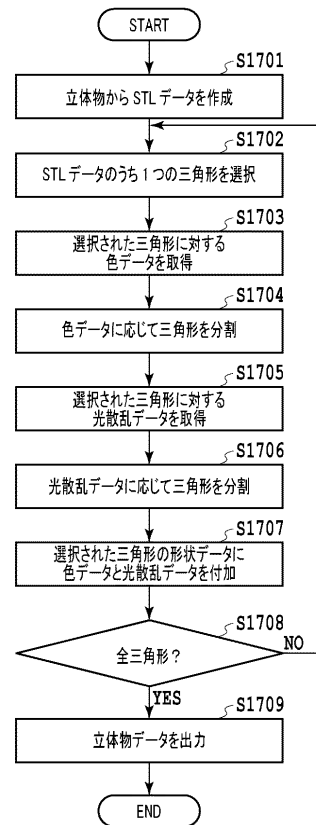 START
S1701
立体物からSTLデータを作成
S1702
STLデータのうち1つの三角形を選択
S1703
選択された三角形に対する
色データを取得
S1704
色データに応じて三角形を分割
S1705
選択された三角形に対する
光散乱データを取得
S1706
光散乱データに応じて三角形を分割
S1707
選択された三角形の形状データに
色データと光散乱データを付加
S1708
全三角形?
NO
YES
S1709
立体物データを出力
END